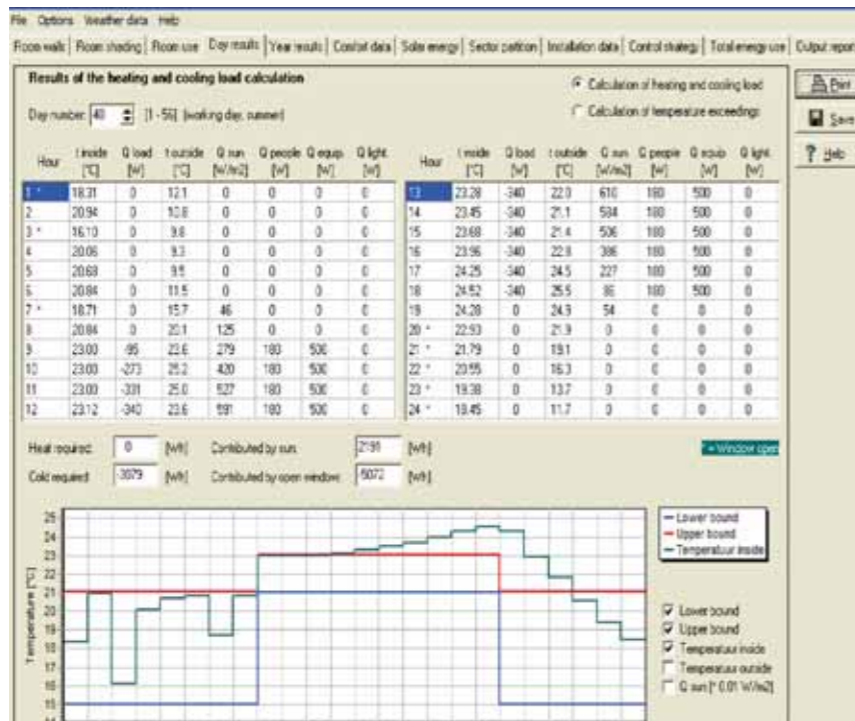 File Options Weather data Help
Room walls Room shading Room use Day results Year results Comfort data Solar energy Sector partition Installation data Control strategy Total energy use Output report
Results of the heating and cooling load calculation
Calculation of heating and cooling load
Day number: 40 [1 - 56] (working day, summer)
Calculation of temperature exceedings
Print
Save
Help
Hour t inside [°C] Q load [W] t outside [°C] Q sun [W/m2] Q people [W] Q equip. [W] Q light. [W]
1 * 18.31 0 12.1 0 0 0 0
2 20.94 0 10.8 0 0 0 0
3 * 16.10 0 9.8 0 0 0 0
4 20.06 0 9.3 0 0 0 0
5 20.68 0 9.5 0 0 0 0
6 20.84 0 11.5 0 0 0 0
7 * 18.71 0 15.7 46 0 0 0
8 20.84 0 20.1 125 0 0 0
9 23.00 -95 23.6 279 180 500 0
10 23.00 -273 25.2 420 180 500 0
11 23.00 -331 25.0 527 180 500 0
12 23.12 -340 23.6 591 180 500 0
Hour t inside [°C] Q load [W] t outside [°C] Q sun [W/m2] Q people [W] Q equip [W] Q light. [W]
13 23.28 -340 22.0 610 180 500 0
14 23.45 -340 21.1 584 180 500 0
15 23.68 -340 21.4 506 180 500 0
16 23.96 -340 22.8 386 180 500 0
17 24.25 -340 24.5 227 180 500 0
18 24.52 -340 25.5 180 500 0
19 24.28 0 24.3 54 0 0 0
20 * 22.93 0 21.9 0 0 0 0
21 * 21.79 0 19.1 0 0 0 0
22 * 20.55 0 16.3 0 0 0 0
23 * 19.38 0 13.7 0 0 0 0
24 * 18.45 0 11.7 0 0 0 0
Heat required: 0 [Wh] Contributed by sun: [Wh]
* = Window open
Cold required: -3079 [Wh] Contributed by open window: -5072 [Wh]
Temperature [°C]
25
24
23
22
21
20
19
18
17
16
15
14
Lower bound
Upper bound
Temperatuur inside
Lower bound
Upper bound
Temperatuur inside
Temperatuur outside
Q sun [* 0.01 W/m2]